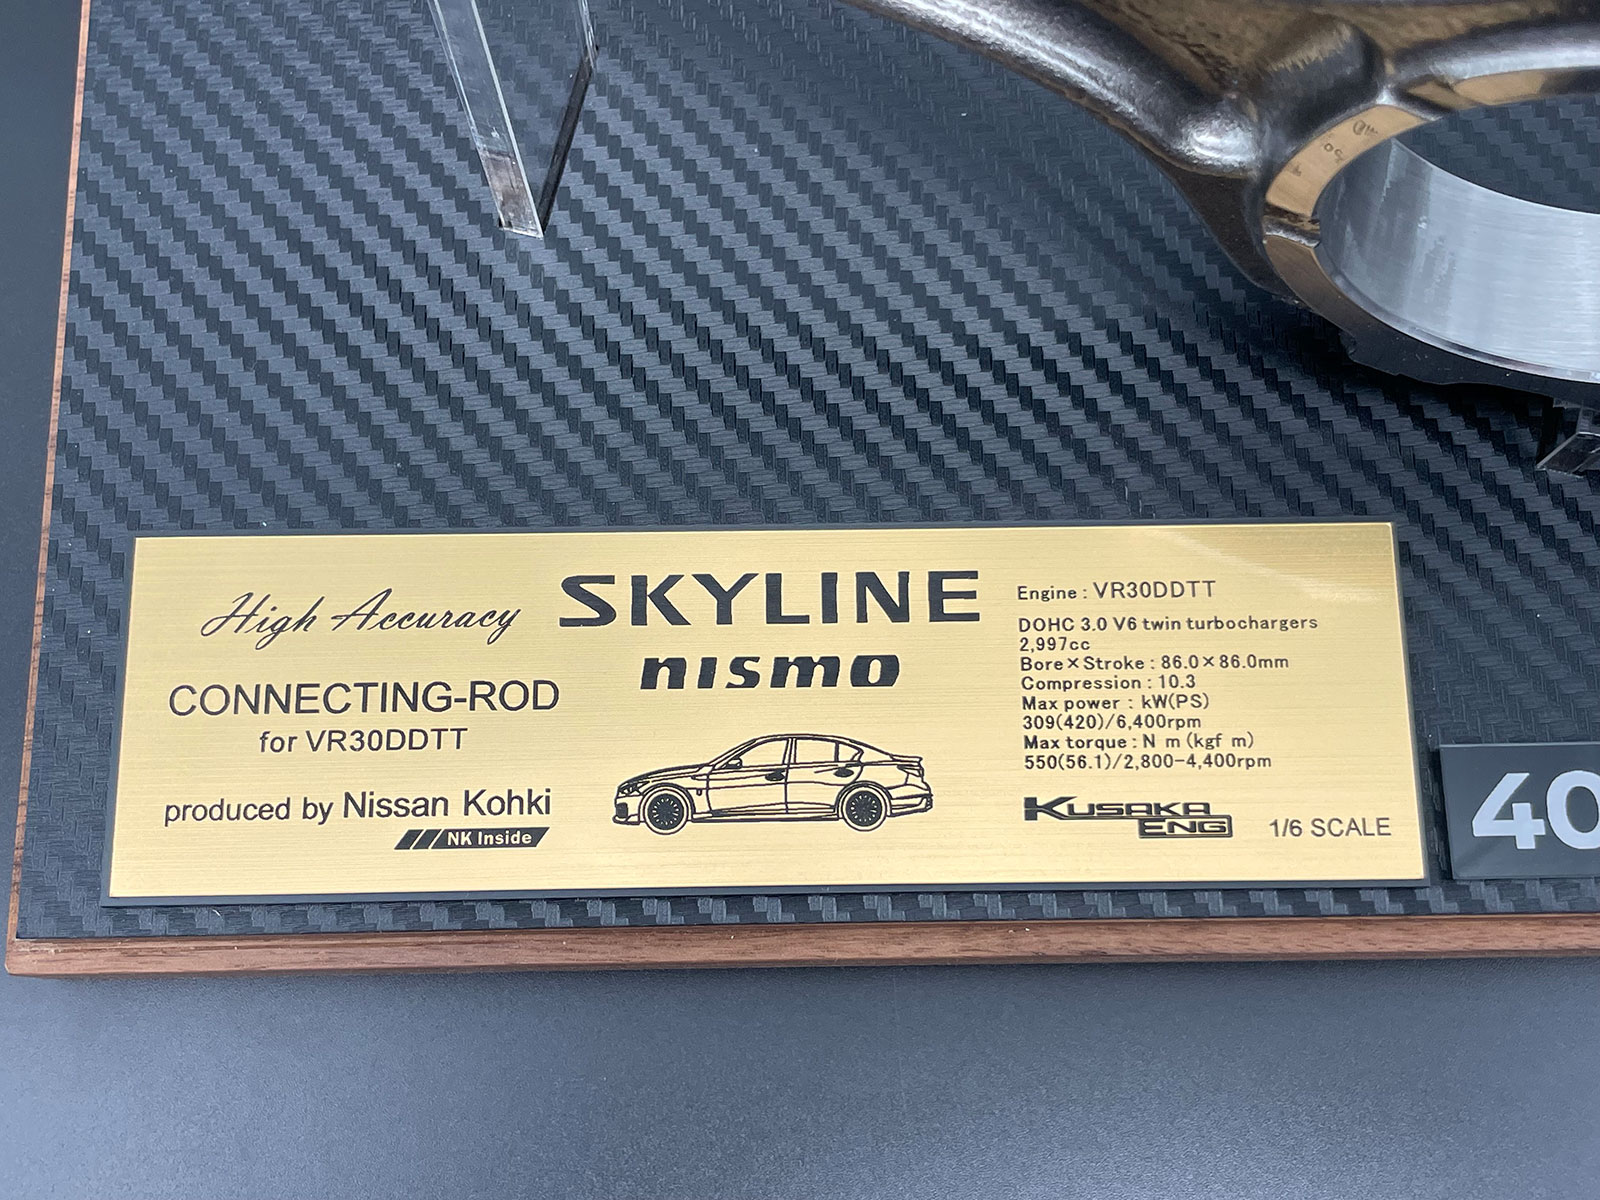 High Accuracy
CONNECTING-ROD
for VR30DDTT
produced by Nissan Kohki
NK Inside
SKYLINE
nismo
Engine : VR30DDTT
DOHC 3.0 V6 twin turbochargers
2,997cc
Bore×Stroke : 86.0×86.0mm
Compression : 10.3
Max power : kW(PS)
309(420)/6,400rpm
Max torque : N m (kgf m)
550(56.1)/2,800-4,400rpm
KUSAKA
ENG
1/6 SCALE
40